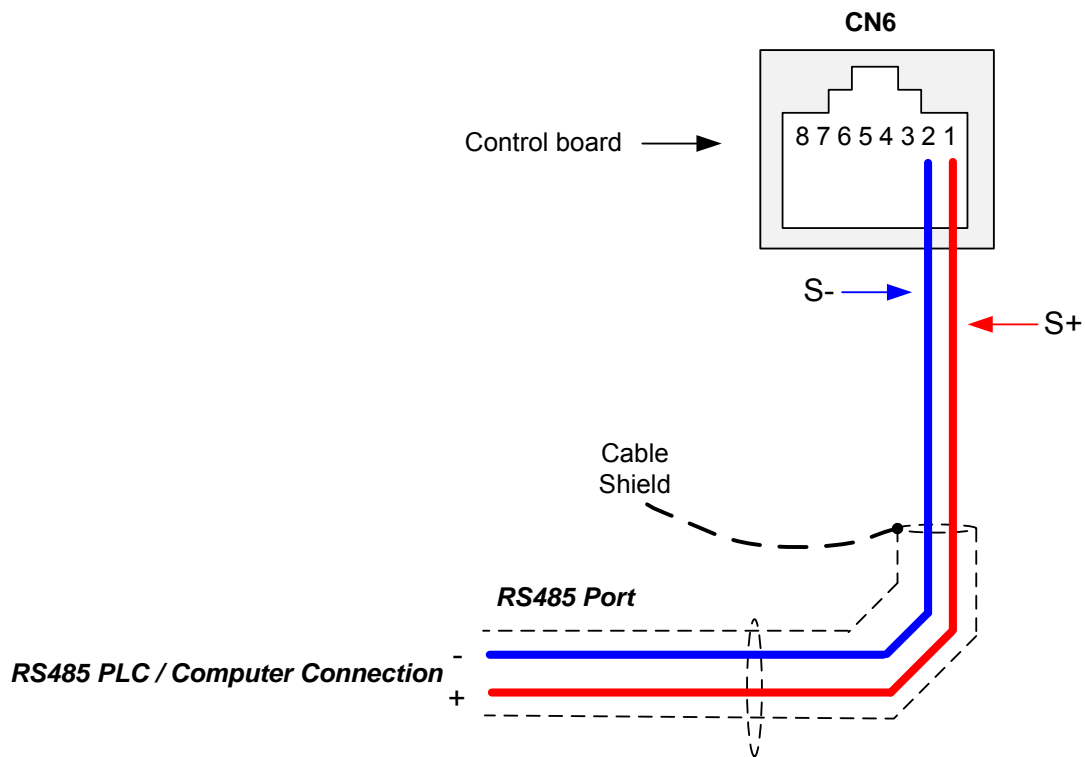 CN6
Control board
8 7 6 5 4 3 2 1
S-
S+
Cable
Shield
RS485 Port
-
RS485 PLC / Computer Connection
+